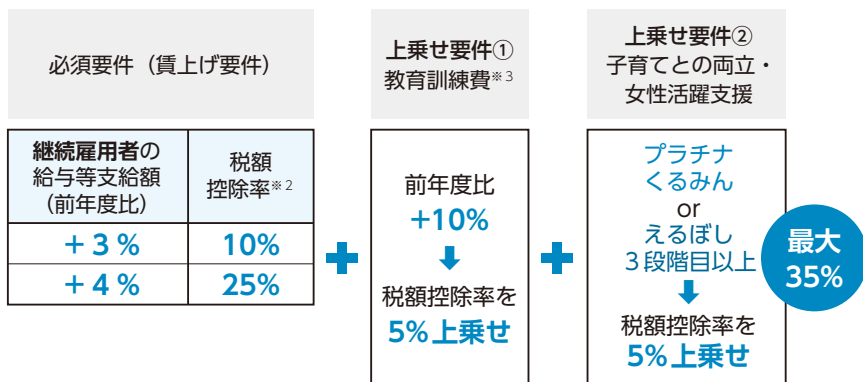 必須要件（賃上げ要件）
継続雇用者の
給与等支給額
（前年度比）
税額
控除率※2
＋3％
10%
＋4％
25%
+
上乗せ要件①
教育訓練費※3
前年度比
+10%
税額控除率を
5%上乗せ
+
上乗せ要件②
子育てとの両立・
女性活躍支援
プラチナ
くるみん
or
えるぼし
３段階目以上
税額控除率を
5%上乗せ
最大
35%